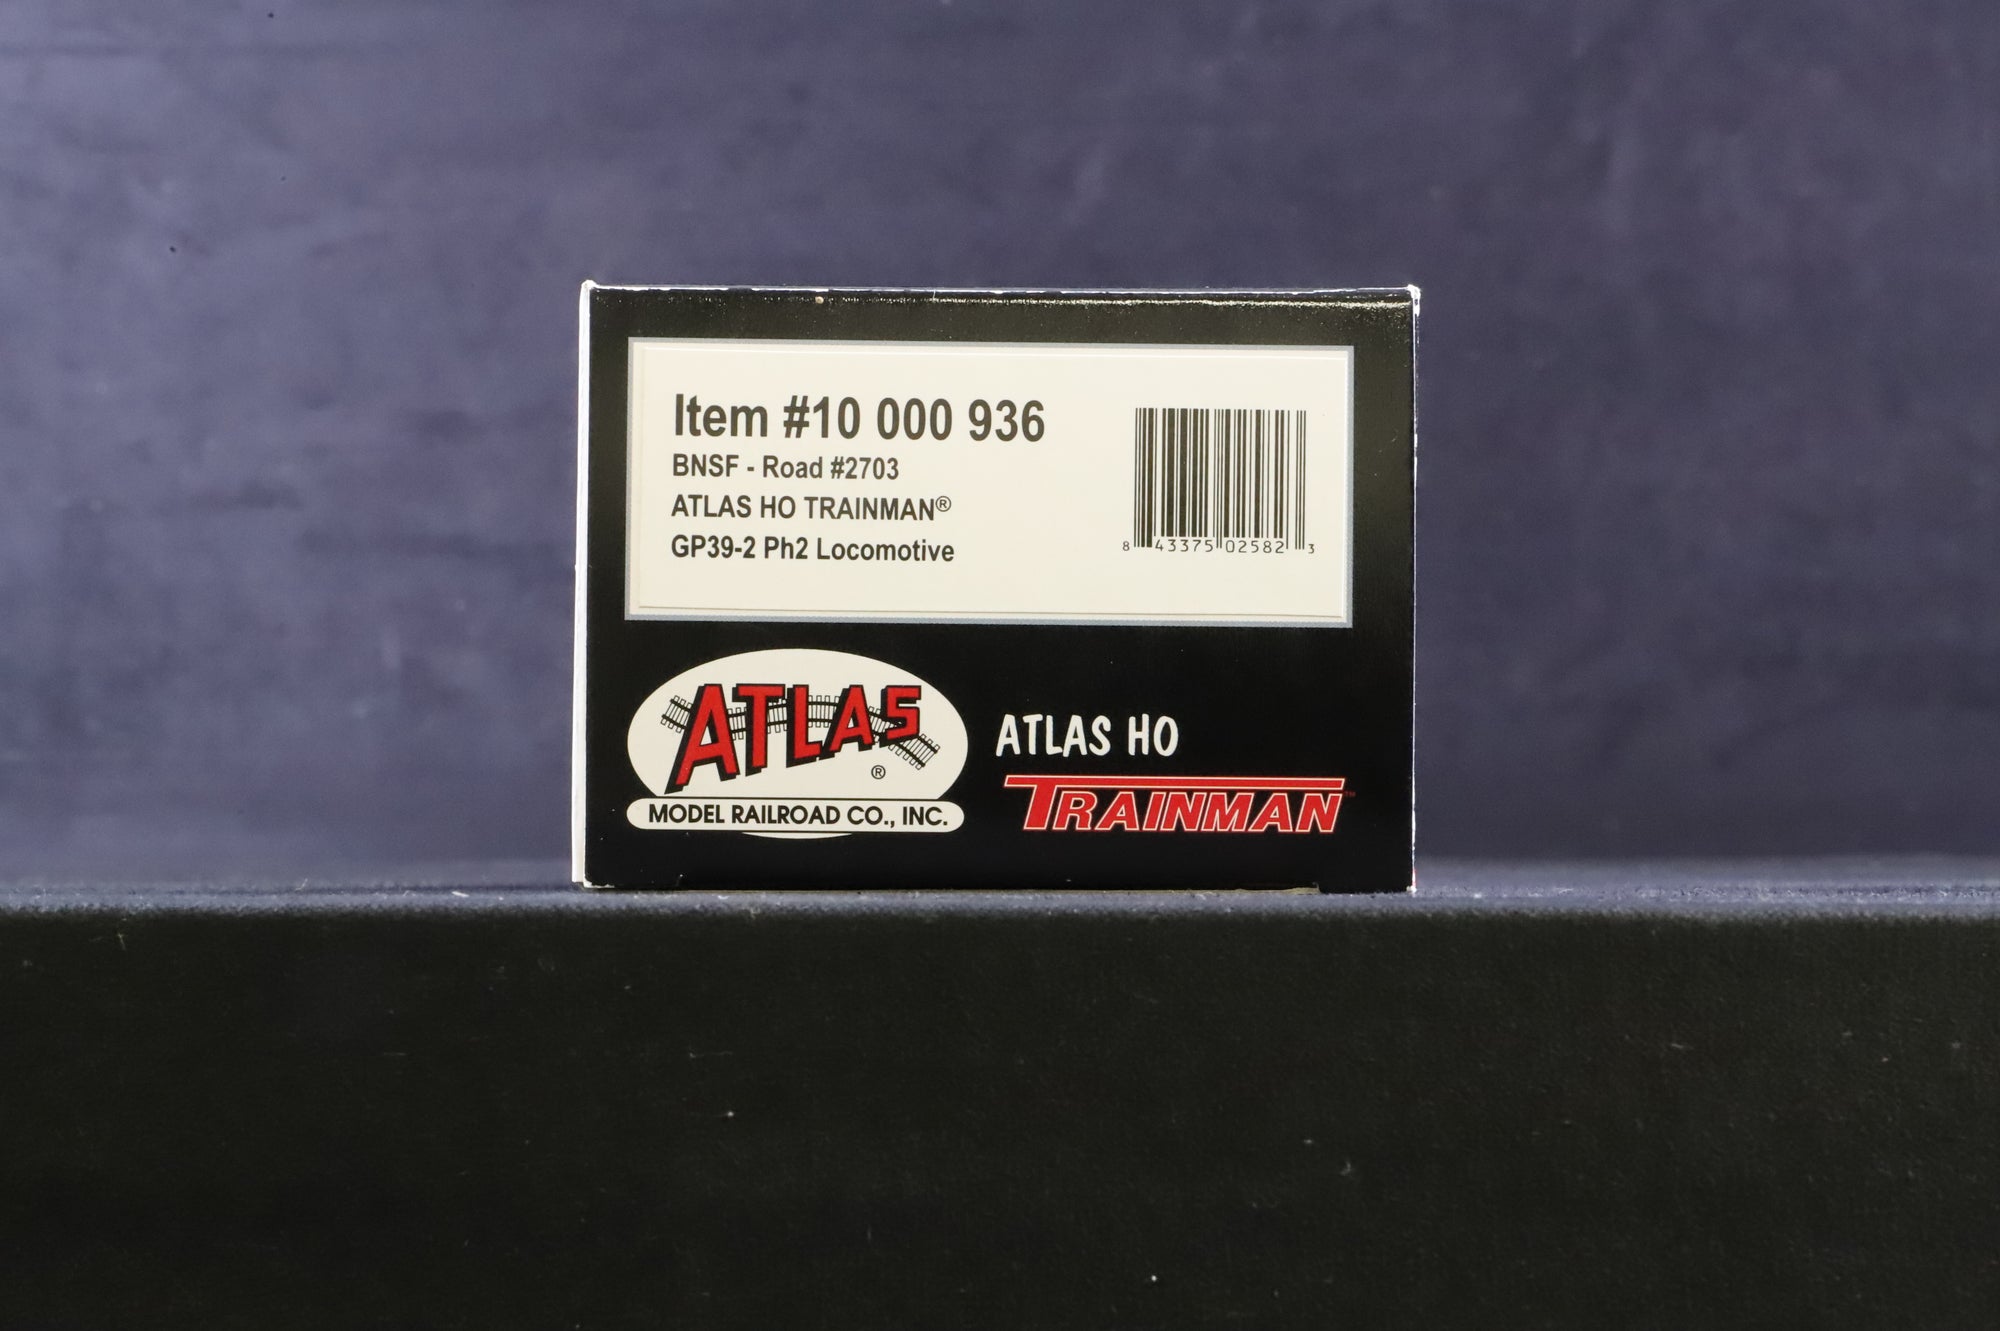 Item #10 000 936
BNSF - Road #2703
ATLAS HO TRAINMAN®
GP39-2 Ph2 Locomotive
8 43375 02582 3
ATLAS ®
MODEL RAILROAD CO., INC.
ATLAS HO
TRAINMAN™